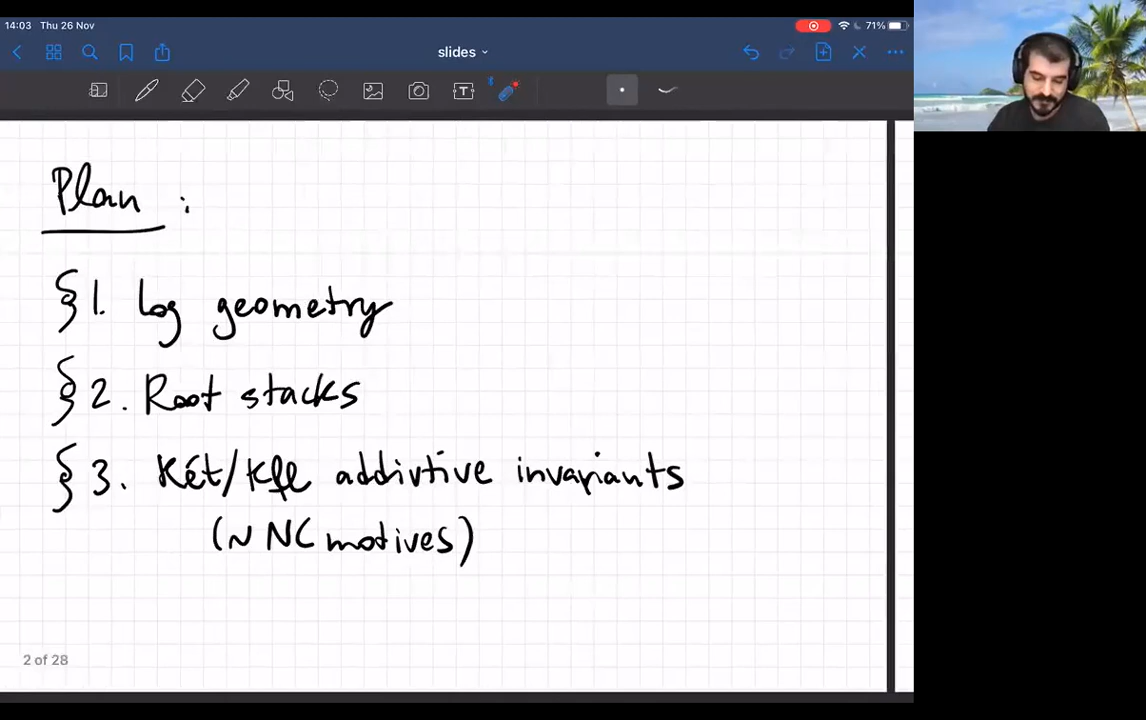 14:03 Thu 26 Nov
71%
slides
T
Plan :
§1. Log geometry
§2. Root stacks
§3. Két/Kfl addivtive invariants
(~ NC motives)
2 of 28